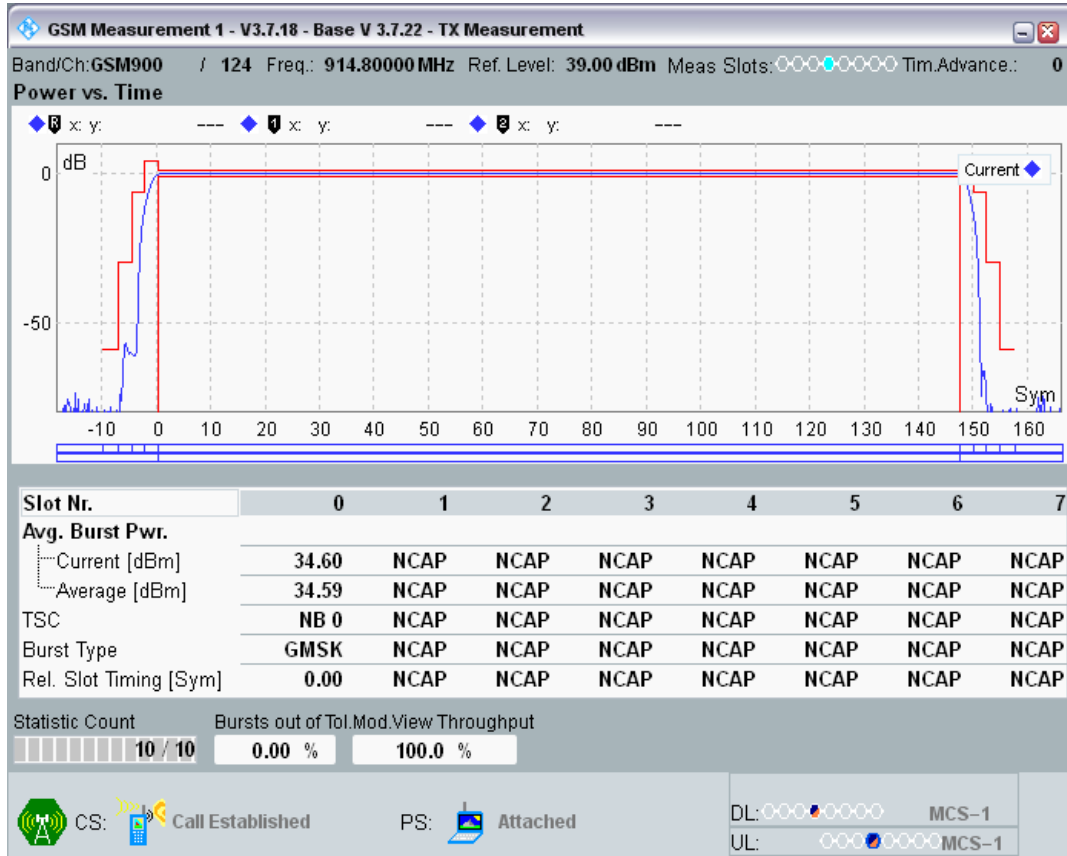 GSM Measurement 1 - V3.7.18 - Base V 3.7.22 - TX Measurement
Band/Ch:GSM900 / 124 Freq.: 914.80000 MHz Ref. Level: 39.00 dBm Meas Slots: Tim.Advance.: 0
Power vs. Time
R x: y: --- 1 x: y: --- 2 x: y: ---
dB
Current
0
-50
Sym
-10 0 10 20 30 40 50 60 70 80 90 100 110 120 130 140 150 160
Slot Nr. 0 1 2 3 4 5 6 7
Avg. Burst Pwr.
Current [dBm] 34.60 NCAP NCAP NCAP NCAP NCAP NCAP NCAP
Average [dBm] 34.59 NCAP NCAP NCAP NCAP NCAP NCAP NCAP
TSC NB 0 NCAP NCAP NCAP NCAP NCAP NCAP NCAP
Burst Type GMSK NCAP NCAP NCAP NCAP NCAP NCAP NCAP
Rel. Slot Timing [Sym] 0.00 NCAP NCAP NCAP NCAP NCAP NCAP NCAP
Statistic Count Bursts out of Tol. Mod.View Throughput
10 / 10 0.00 % 100.0 %
CS: Call Established PS: Attached
DL: MCS-1
UL: MCS-1